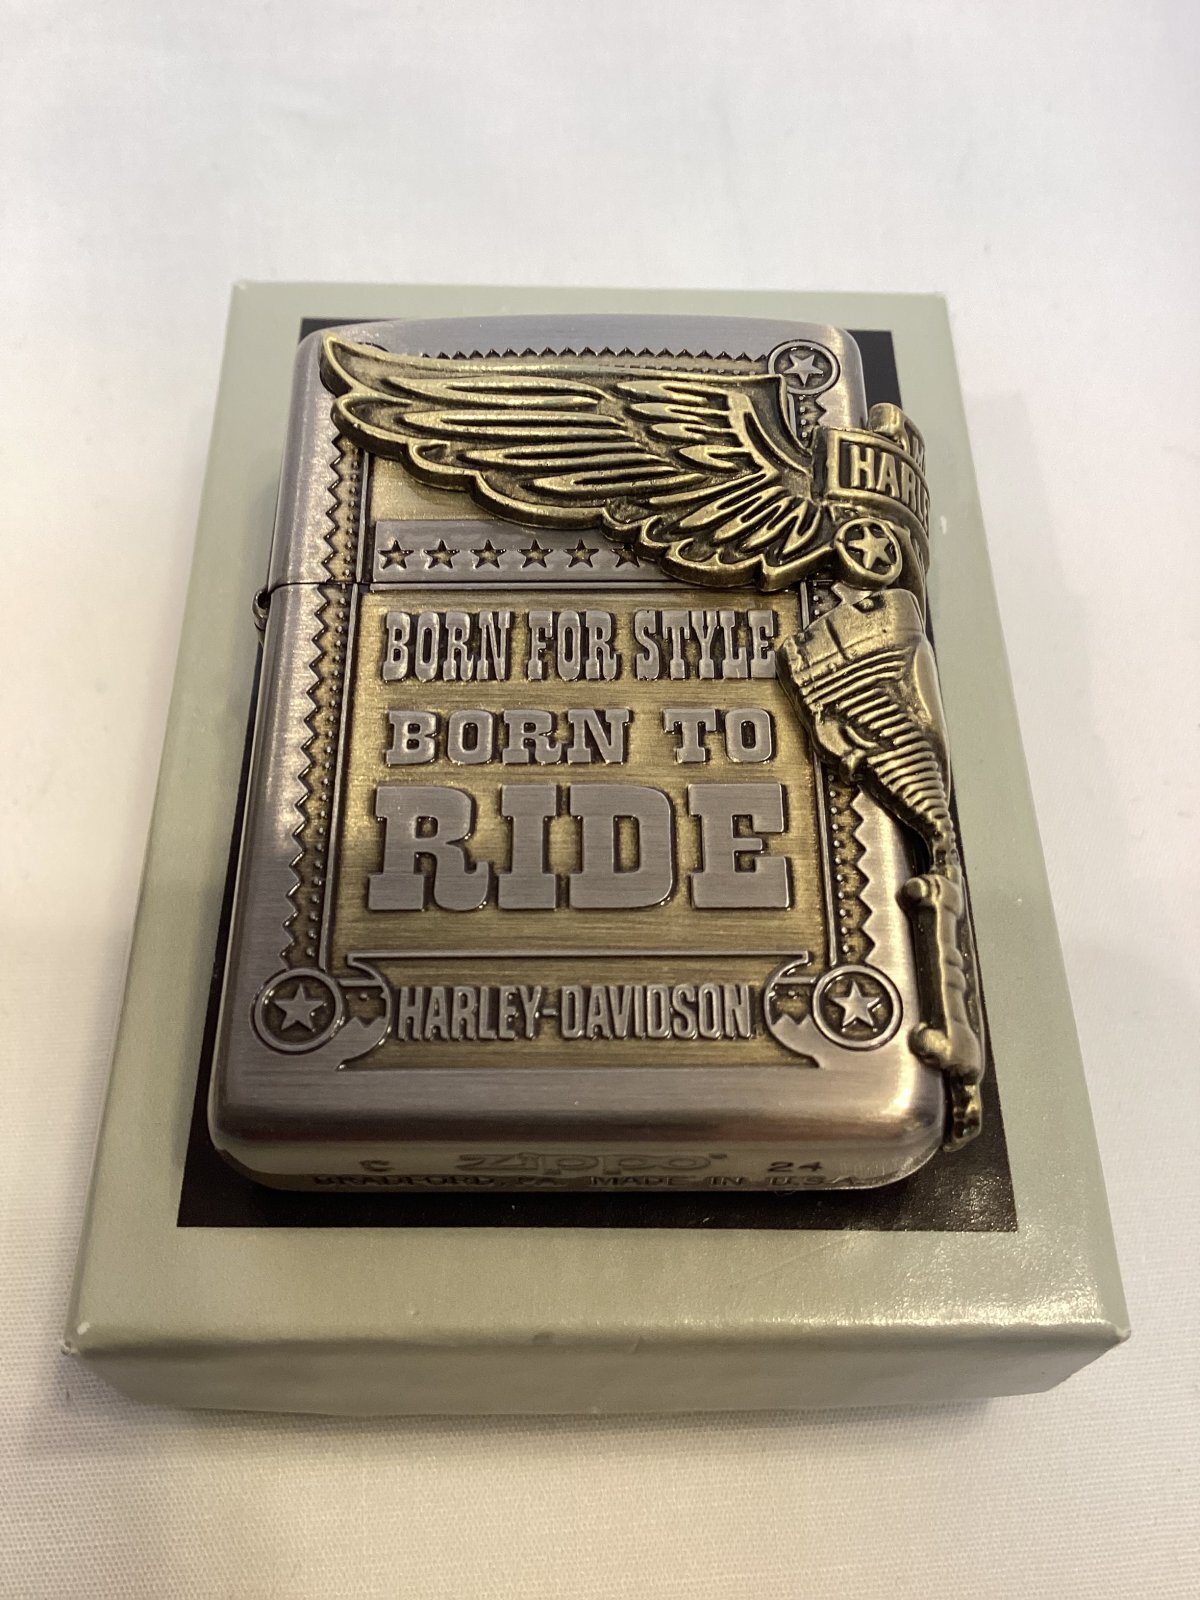 HARLEY
BORN FOR STYLE
BORN TO
RIDE
HARLEY-DAVIDSON
C Zippo 24
BRADFORD, PA. MADE IN U.S.A.